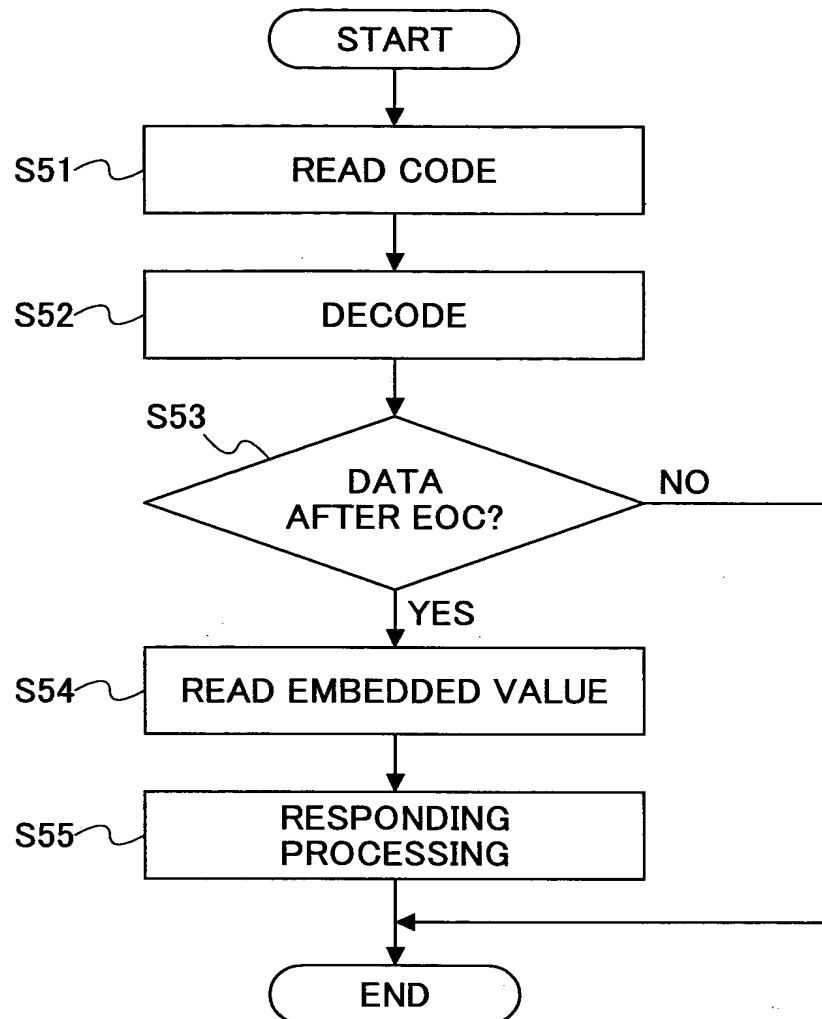 START
S51
READ CODE
S52
DECODE
S53
DATA
AFTER EOC?
NO
YES
S54
READ EMBEDDED VALUE
S55
RESPONDING
PROCESSING
END